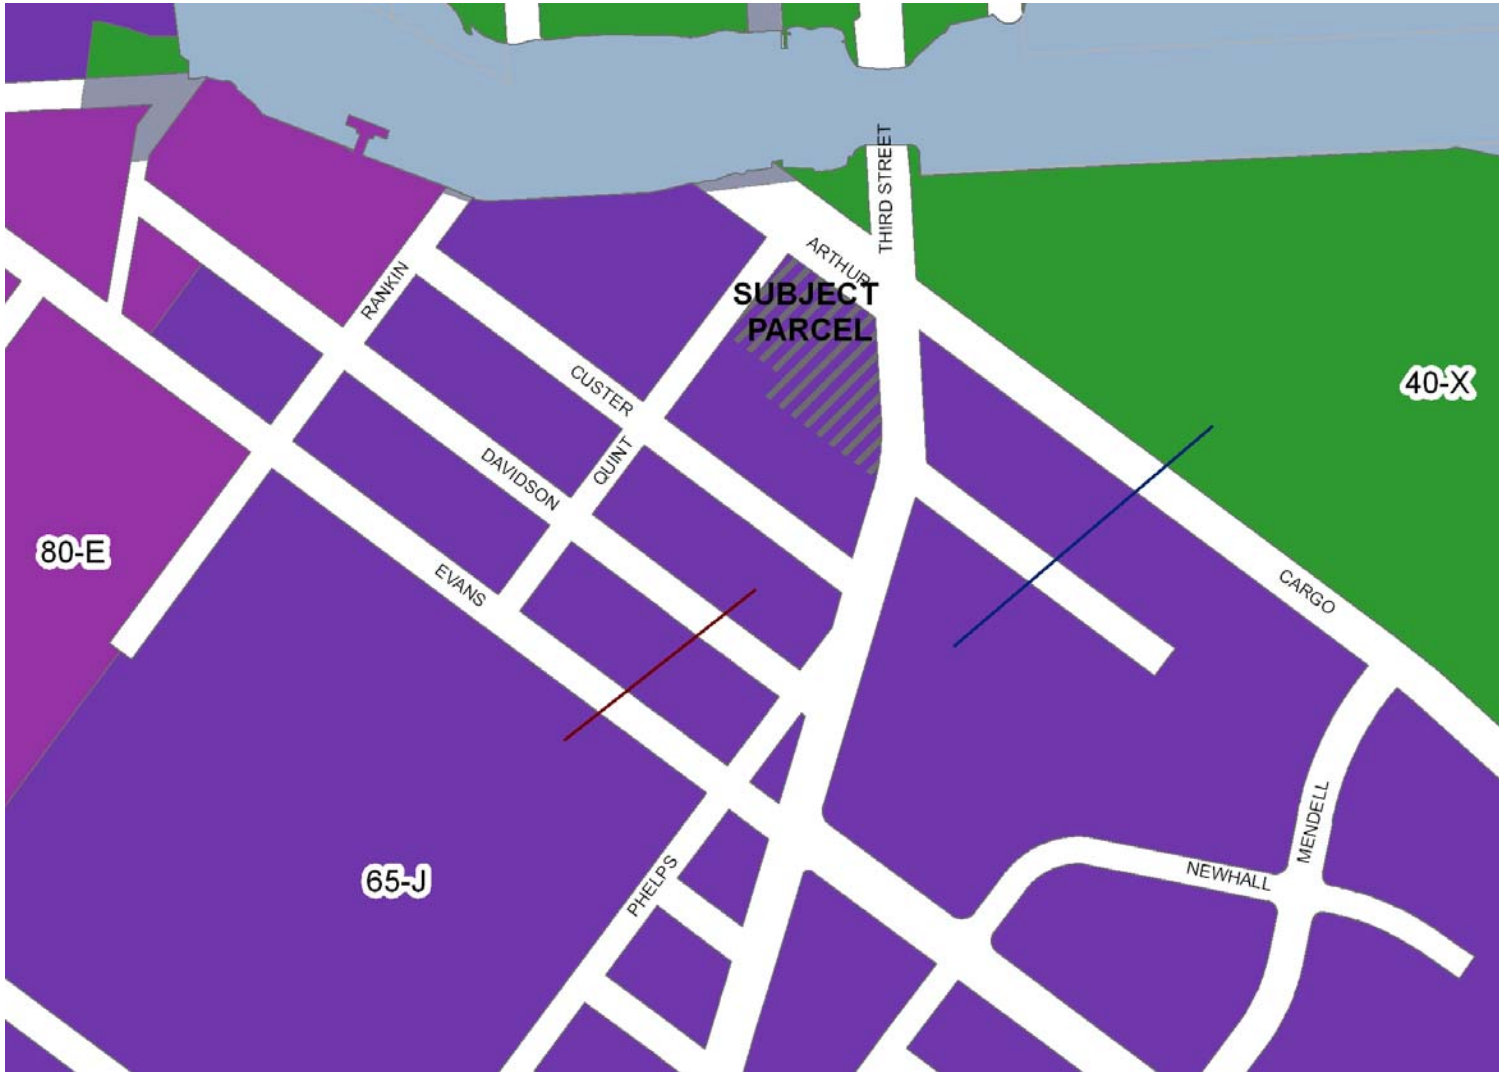 THIRD STREET
ARTHUR
SUBJECT
PARCEL
RANKIN
40-X
CUSTER
QUINT
DAVIDSON
80-E
EVANS
CARGO
MENDELL
65-J
PHELPS
NEWHALL